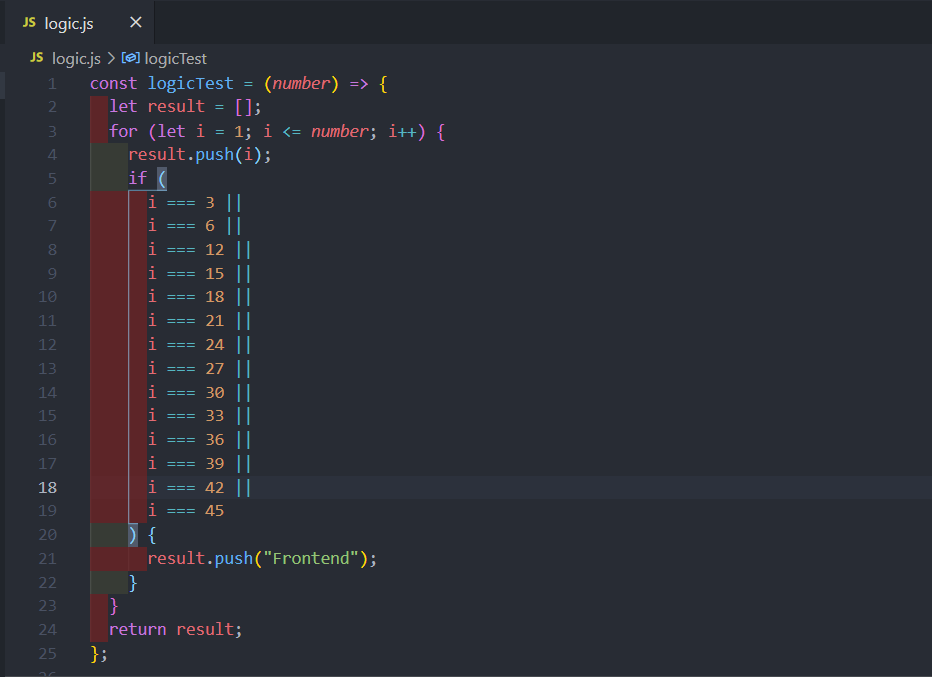 JS logic.js ×
JS logic.js > logicTest
1 const logicTest = (number) => {
2 let result = [];
3 for (let i = 1; i <= number; i++) {
4 result.push(i);
5 if (
6 i === 3 ||
7 i === 6 ||
8 i === 12 ||
9 i === 15 ||
10 i === 18 ||
11 i === 21 ||
12 i === 24 ||
13 i === 27 ||
14 i === 30 ||
15 i === 33 ||
16 i === 36 ||
17 i === 39 ||
18 i === 42 ||
19 i === 45
20 ) {
21 result.push("Frontend");
22 }
23 }
24 return result;
25 };